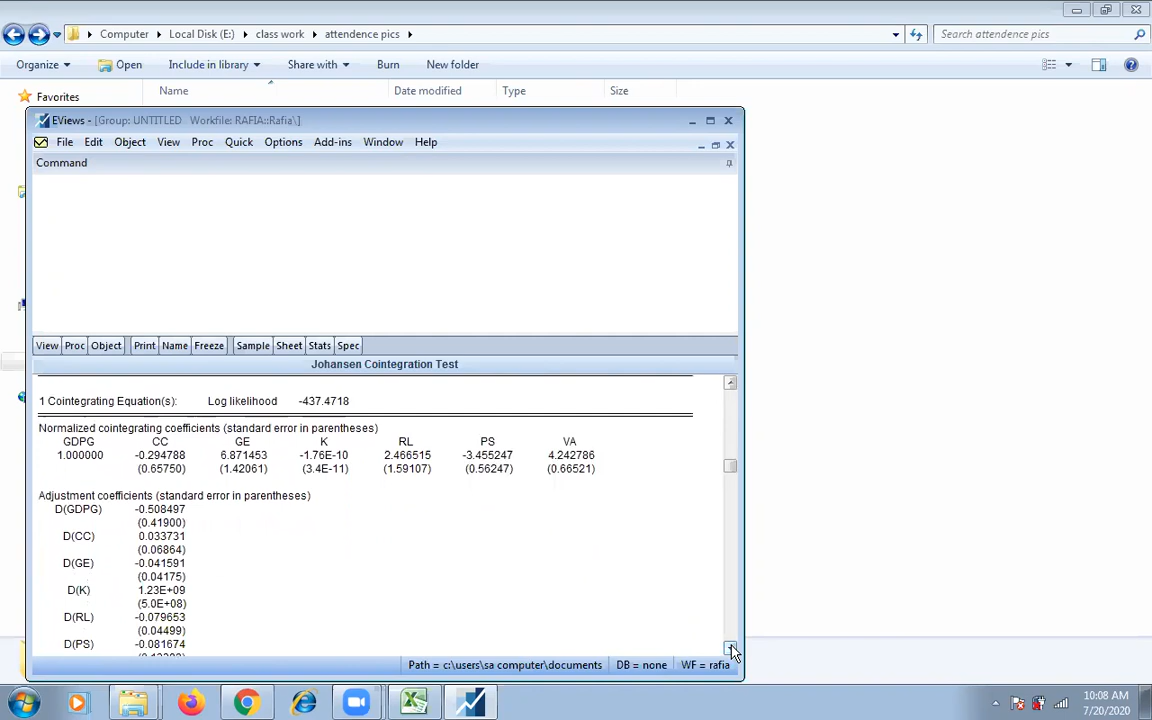 Computer ▸ Local Disk (E:) ▸ class work ▸ attendence pics ▸
Search attendence pics
Organize Open Include in library Share with Burn New folder
Favorites Name Date modified Type Size
EViews - [Group: UNTITLED Workfile: RAFIA::Rafia\]
File Edit Object View Proc Quick Options Add-ins Window Help
Command
View Proc Object Print Name Freeze Sample Sheet Stats Spec
Johansen Cointegration Test
1 Cointegrating Equation(s): Log likelihood -437.4718
Normalized cointegrating coefficients (standard error in parentheses)
GDPG CC GE K RL PS VA
1.000000 -0.294788 6.871453 -1.76E-10 2.466515 -3.455247 4.242786
(0.65750) (1.42061) (3.4E-11) (1.59107) (0.56247) (0.66521)
Adjustment coefficients (standard error in parentheses)
D(GDPG) -0.508497
(0.41900)
D(CC) 0.033731
(0.06864)
D(GE) -0.041591
(0.04175)
D(K) 1.23E+09
(5.0E+08)
D(RL) -0.079653
(0.04499)
D(PS) -0.081674
Path = c:\users\sa computer\documents DB = none WF = rafia
10:08 AM
7/20/2020